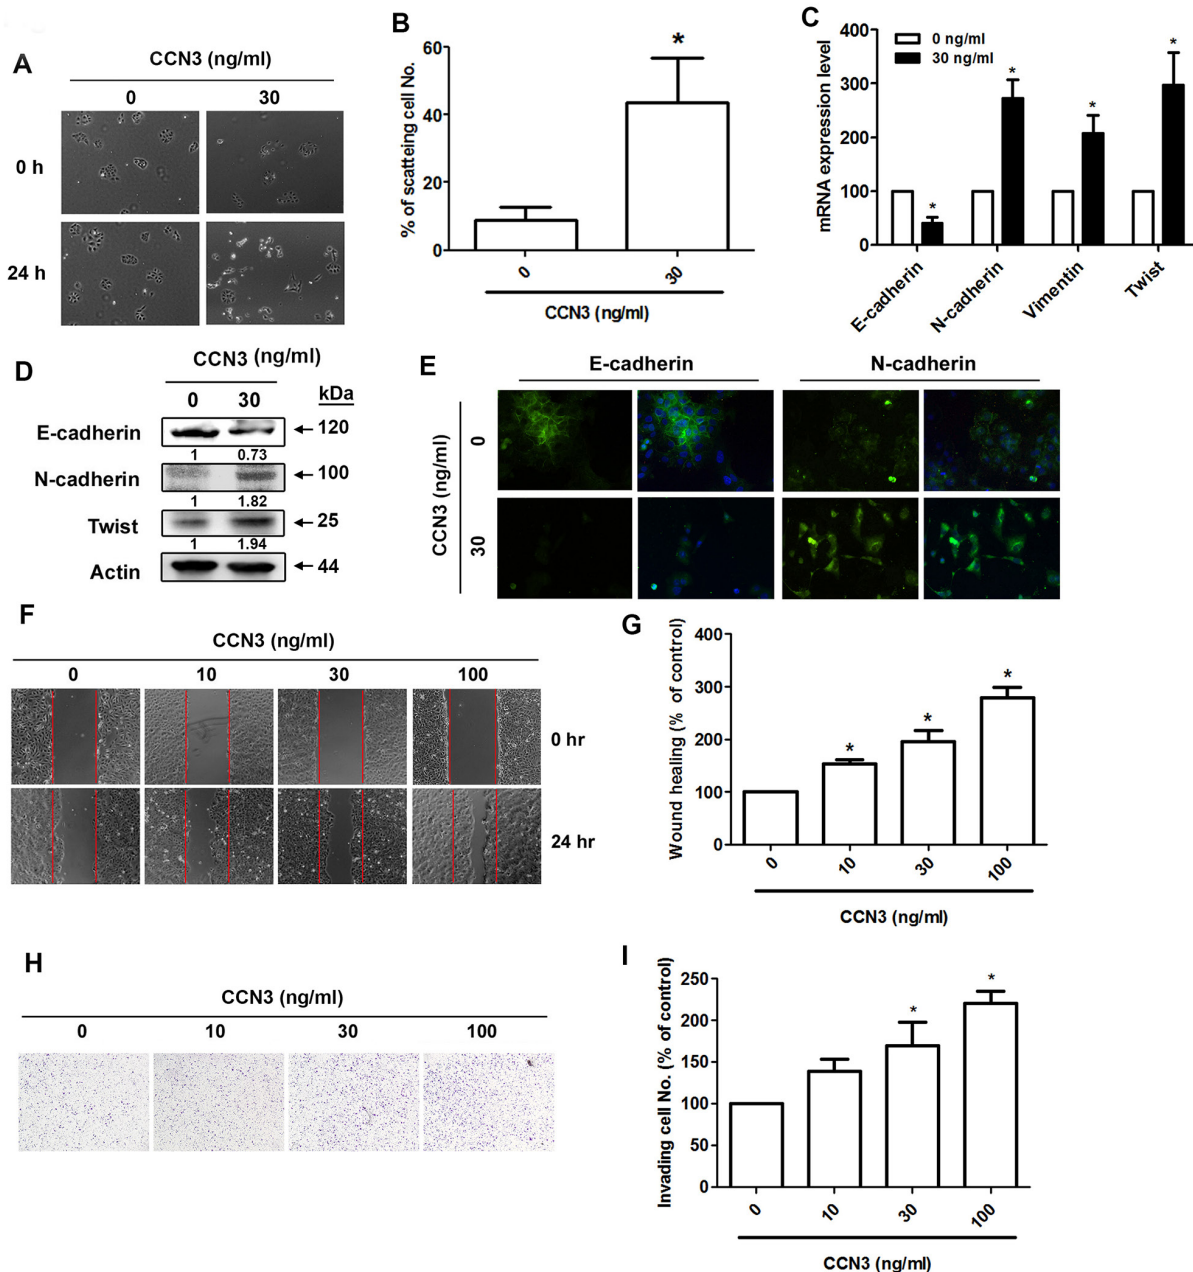 A
CCN3 (ng/ml)
0 30
0 h
24 h
B
% of scatteing cell No.
60
40
20
0
0 30
CCN3 (ng/ml)
C
mRNA expression level
0 ng/ml
30 ng/ml
400
300
200
100
0
*
*
*
*
*
E-cadherin N-cadherin Vimentin Twist
D
CCN3 (ng/ml)
0 30 kDa
E-cadherin 120
1 0.73
N-cadherin 100
1 1.82
Twist 25
1 1.94
Actin 44
E
E-cadherin N-cadherin
CCN3 (ng/ml)
0
30
F
CCN3 (ng/ml)
0 10 30 100
0 hr
24 hr
G
Wound healing (% of control)
400
300
200
100
0
*
*
*
0 10 30 100
CCN3 (ng/ml)
H
CCN3 (ng/ml)
0 10 30 100
I
Invading cell No. (% of control)
250
200
150
100
50
0
*
*
0 10 30 100
CCN3 (ng/ml)